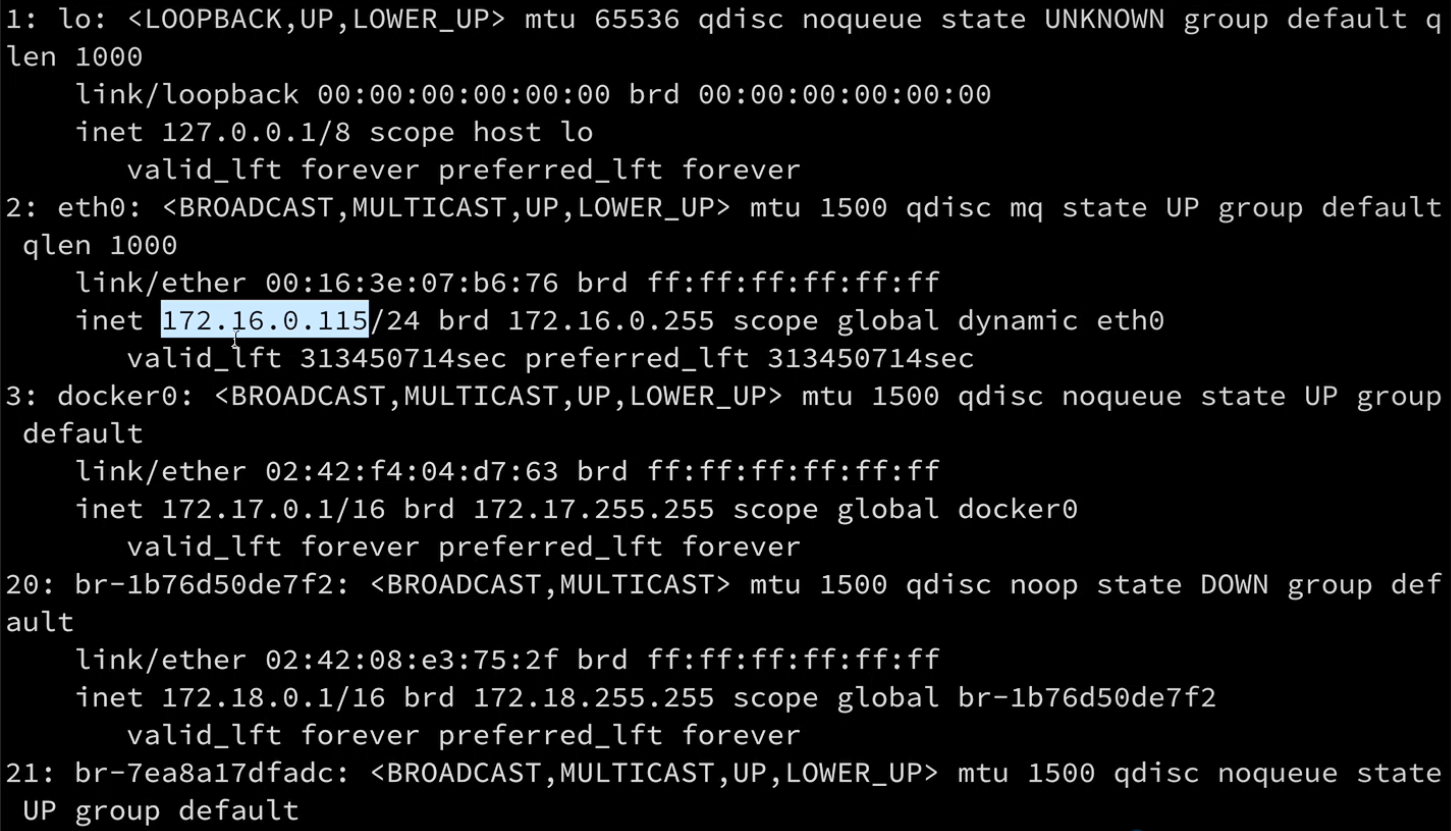 1: lo: <LOOPBACK,UP,LOWER_UP> mtu 65536 qdisc noqueue state UNKNOWN group default q
len 1000
    link/loopback 00:00:00:00:00:00 brd 00:00:00:00:00:00
    inet 127.0.0.1/8 scope host lo
       valid_lft forever preferred_lft forever
2: eth0: <BROADCAST,MULTICAST,UP,LOWER_UP> mtu 1500 qdisc mq state UP group default
 qlen 1000
    link/ether 00:16:3e:07:b6:76 brd ff:ff:ff:ff:ff:ff
    inet 172.16.0.115/24 brd 172.16.0.255 scope global dynamic eth0
       valid_lft 313450714sec preferred_lft 313450714sec
3: docker0: <BROADCAST,MULTICAST,UP,LOWER_UP> mtu 1500 qdisc noqueue state UP group
 default
    link/ether 02:42:f4:04:d7:63 brd ff:ff:ff:ff:ff:ff
    inet 172.17.0.1/16 brd 172.17.255.255 scope global docker0
       valid_lft forever preferred_lft forever
20: br-1b76d50de7f2: <BROADCAST,MULTICAST> mtu 1500 qdisc noop state DOWN group def
ault
    link/ether 02:42:08:e3:75:2f brd ff:ff:ff:ff:ff:ff
    inet 172.18.0.1/16 brd 172.18.255.255 scope global br-1b76d50de7f2
       valid_lft forever preferred_lft forever
21: br-7ea8a17dfadc: <BROADCAST,MULTICAST,UP,LOWER_UP> mtu 1500 qdisc noqueue state
 UP group default